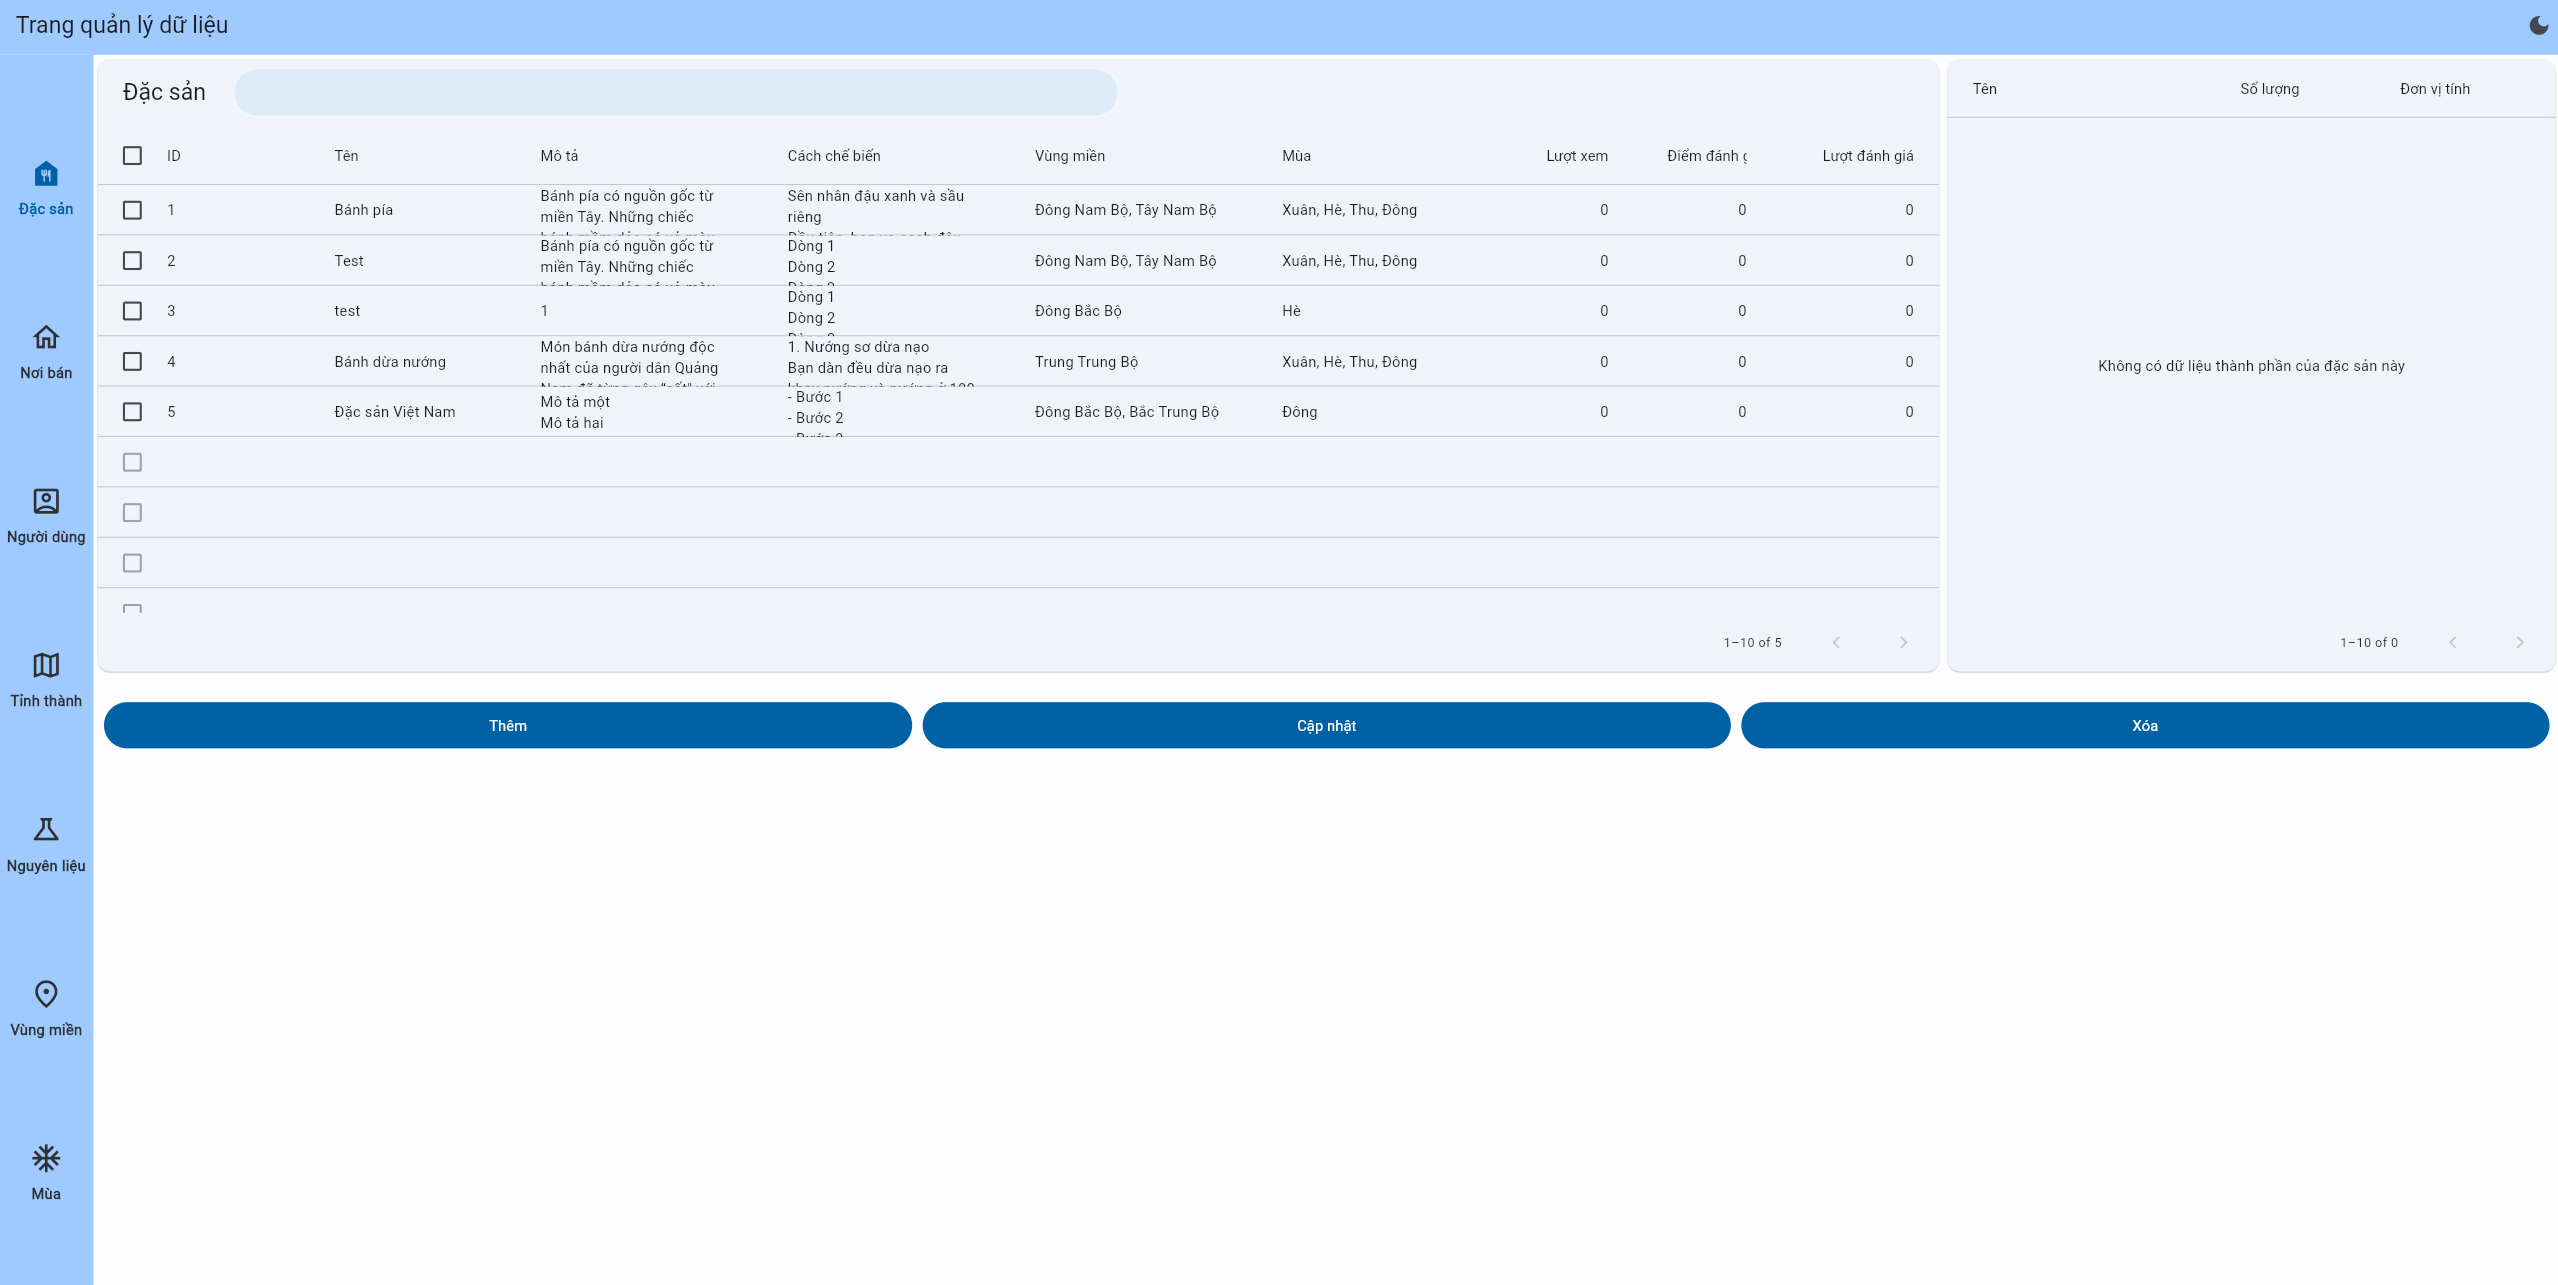 Trang quản lý dữ liệu
Đặc sản
Nơi bán
Người dùng
Tỉnh thành
Nguyên liệu
Vùng miền
Mùa
Đặc sản
ID Tên Mô tả Cách chế biến Vùng miền Mùa Lượt xem Điểm đánh Lượt đánh giá
1 Bánh pía Bánh pía có nguồn gốc từ Sên nhân đậu xanh và sầu Đông Nam Bộ, Tây Nam Bộ Xuân, Hè, Thu, Đông 0 0 0
miền Tây. Những chiếc riêng
2 Test Bánh pía có nguồn gốc từ Dòng 1 Đông Nam Bộ, Tây Nam Bộ Xuân, Hè, Thu, Đông 0 0 0
miền Tây. Những chiếc Dòng 2
3 test 1 Dòng 1 Đông Bắc Bộ Hè 0 0 0
Dòng 2
4 Bánh dừa nướng Món bánh dừa nướng độc 1. Nướng sơ dừa nạo Trung Trung Bộ Xuân, Hè, Thu, Đông 0 0 0
nhất của người dân Quảng Bạn dàn đều dừa nạo ra
5 Đặc sản Việt Nam Mô tả một - Bước 1 Đông Bắc Bộ, Bắc Trung Bộ Đông 0 0 0
Mô tả hai - Bước 2
1–10 of 5
Tên Số lượng Đơn vị tính
Không có dữ liệu thành phần của đặc sản này
1–10 of 0
Thêm Cập nhật Xóa